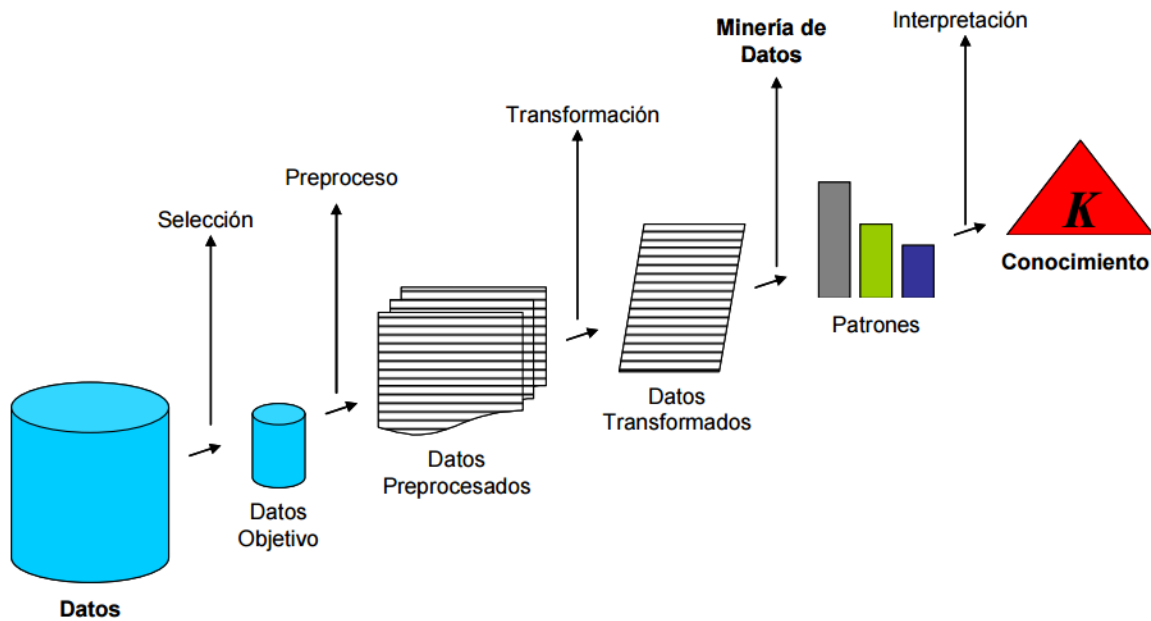 Minería de
Datos
Interpretación
Transformación
Preproceso
Selección
K
Conocimiento
Patrones
Datos
Transformados
Datos
Preprocesados
Datos
Objetivo
Datos